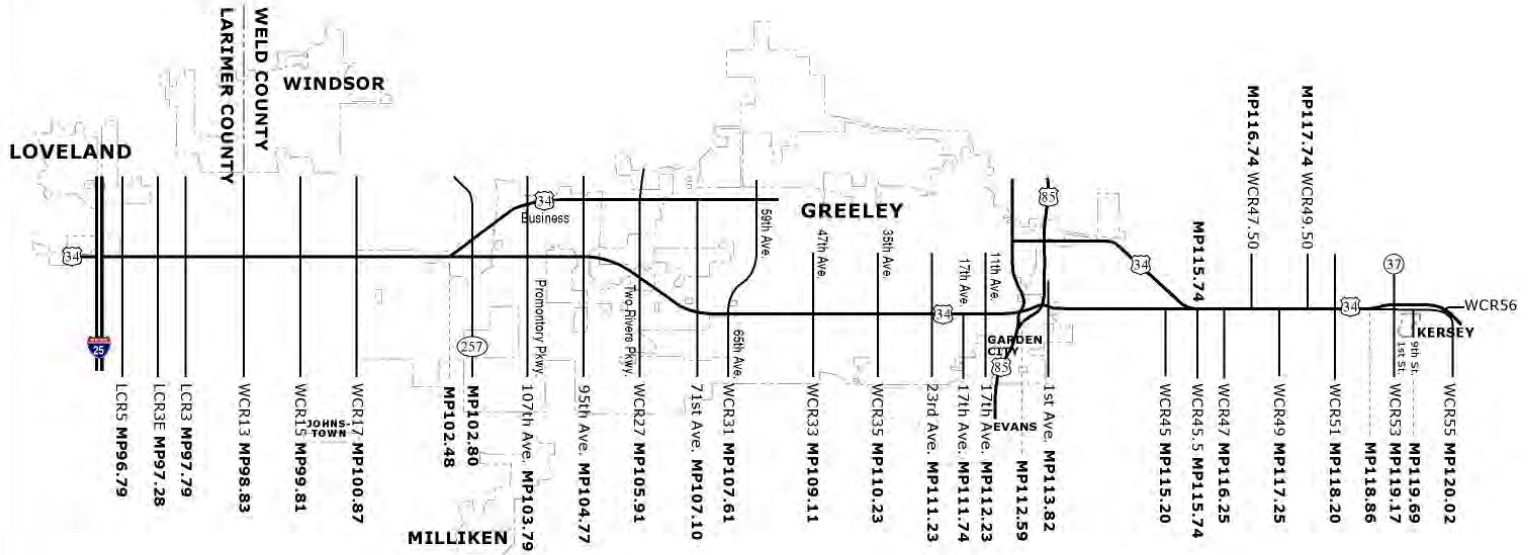 LOVELAND
LARIMER COUNTY
WELD COUNTY
WINDSOR
34
25
34
Business
Promontory Pkwy.
Two Rivers Pkwy.
59th Ave.
65th Ave.
GREELEY
47th Ave.
35th Ave.
34
17th Ave.
11th Ave.
85
GARDEN
CITY
85
EVANS
34
MP115.74
MP116.74 WCR47.50
MP117.74 WCR49.50
34
37
1st St.
9th St.
WCR56
KERSEY
257
JOHNS-
TOWN
MILLIKEN
LCR5 MP96.79
LCR3E MP97.28
LCR3 MP97.79
WCR13 MP98.83
WCR15 MP99.81
WCR17 MP100.87
MP102.48
MP102.80
107th Ave. MP103.79
95th Ave. MP104.77
WCR27 MP105.91
71st Ave. MP107.10
WCR31 MP107.61
WCR33 MP109.11
WCR35 MP110.23
23rd Ave. MP111.23
17th Ave. MP111.74
17th Ave. MP112.23
MP112.59
1st Ave. MP113.82
WCR45 MP115.20
WCR45.5 MP115.74
WCR47 MP116.25
WCR49 MP117.25
WCR51 MP118.20
MP118.86
WCR53 MP119.17
MP119.69
WCR55 MP120.02